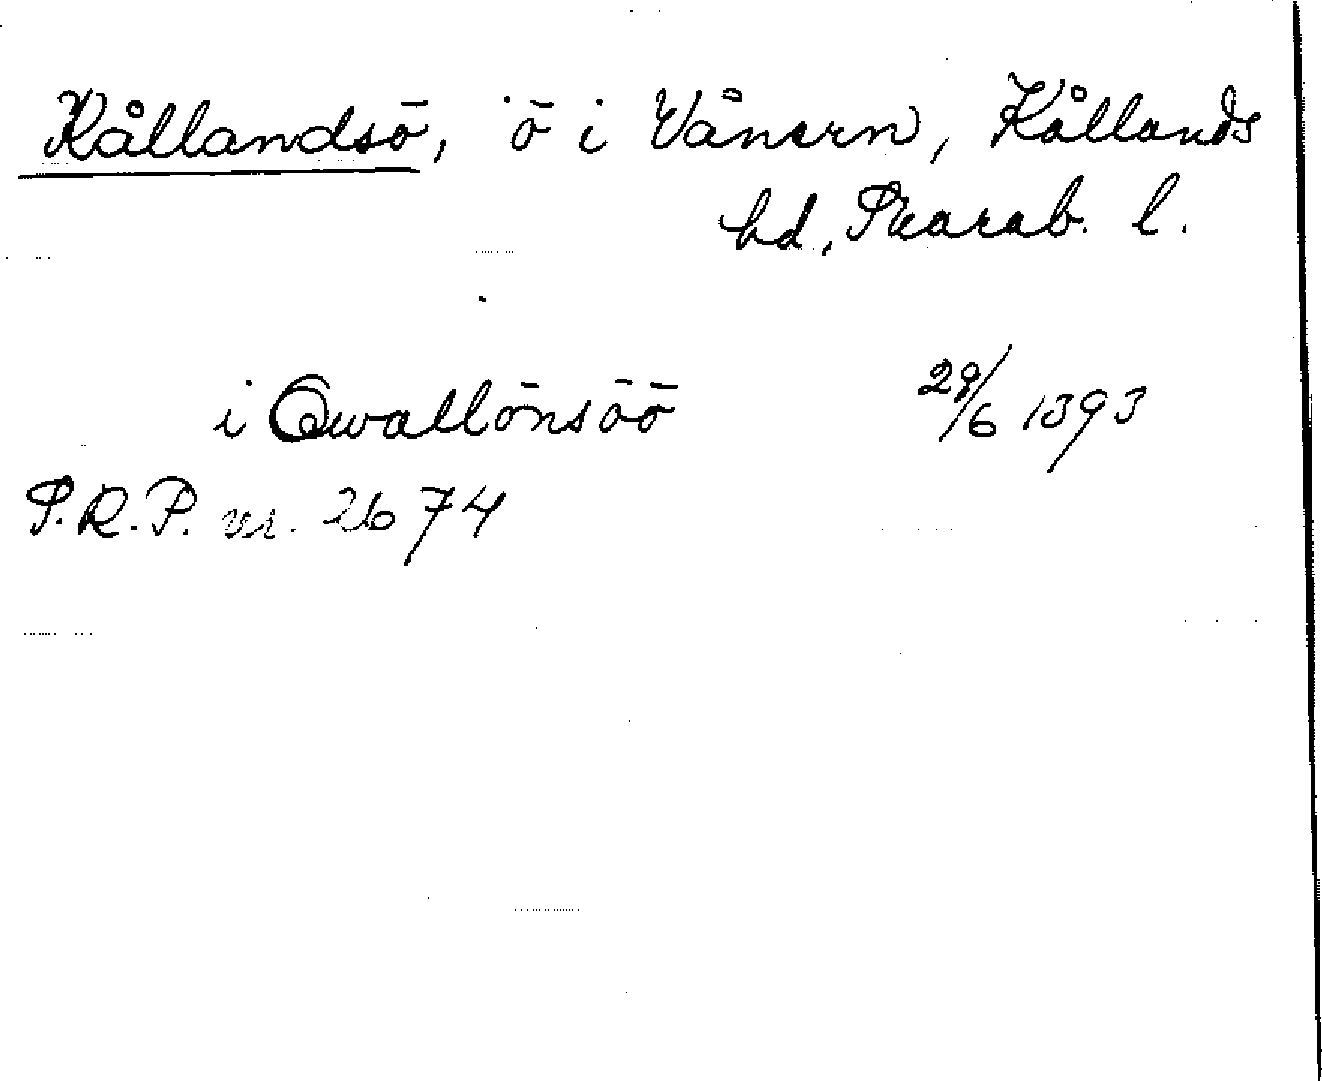 Kållandsö, ö i Vänern, Kållands
hd, Skarab. l.
i Qwallönsöö 29/6 1393
S.R.P. nr. 2674